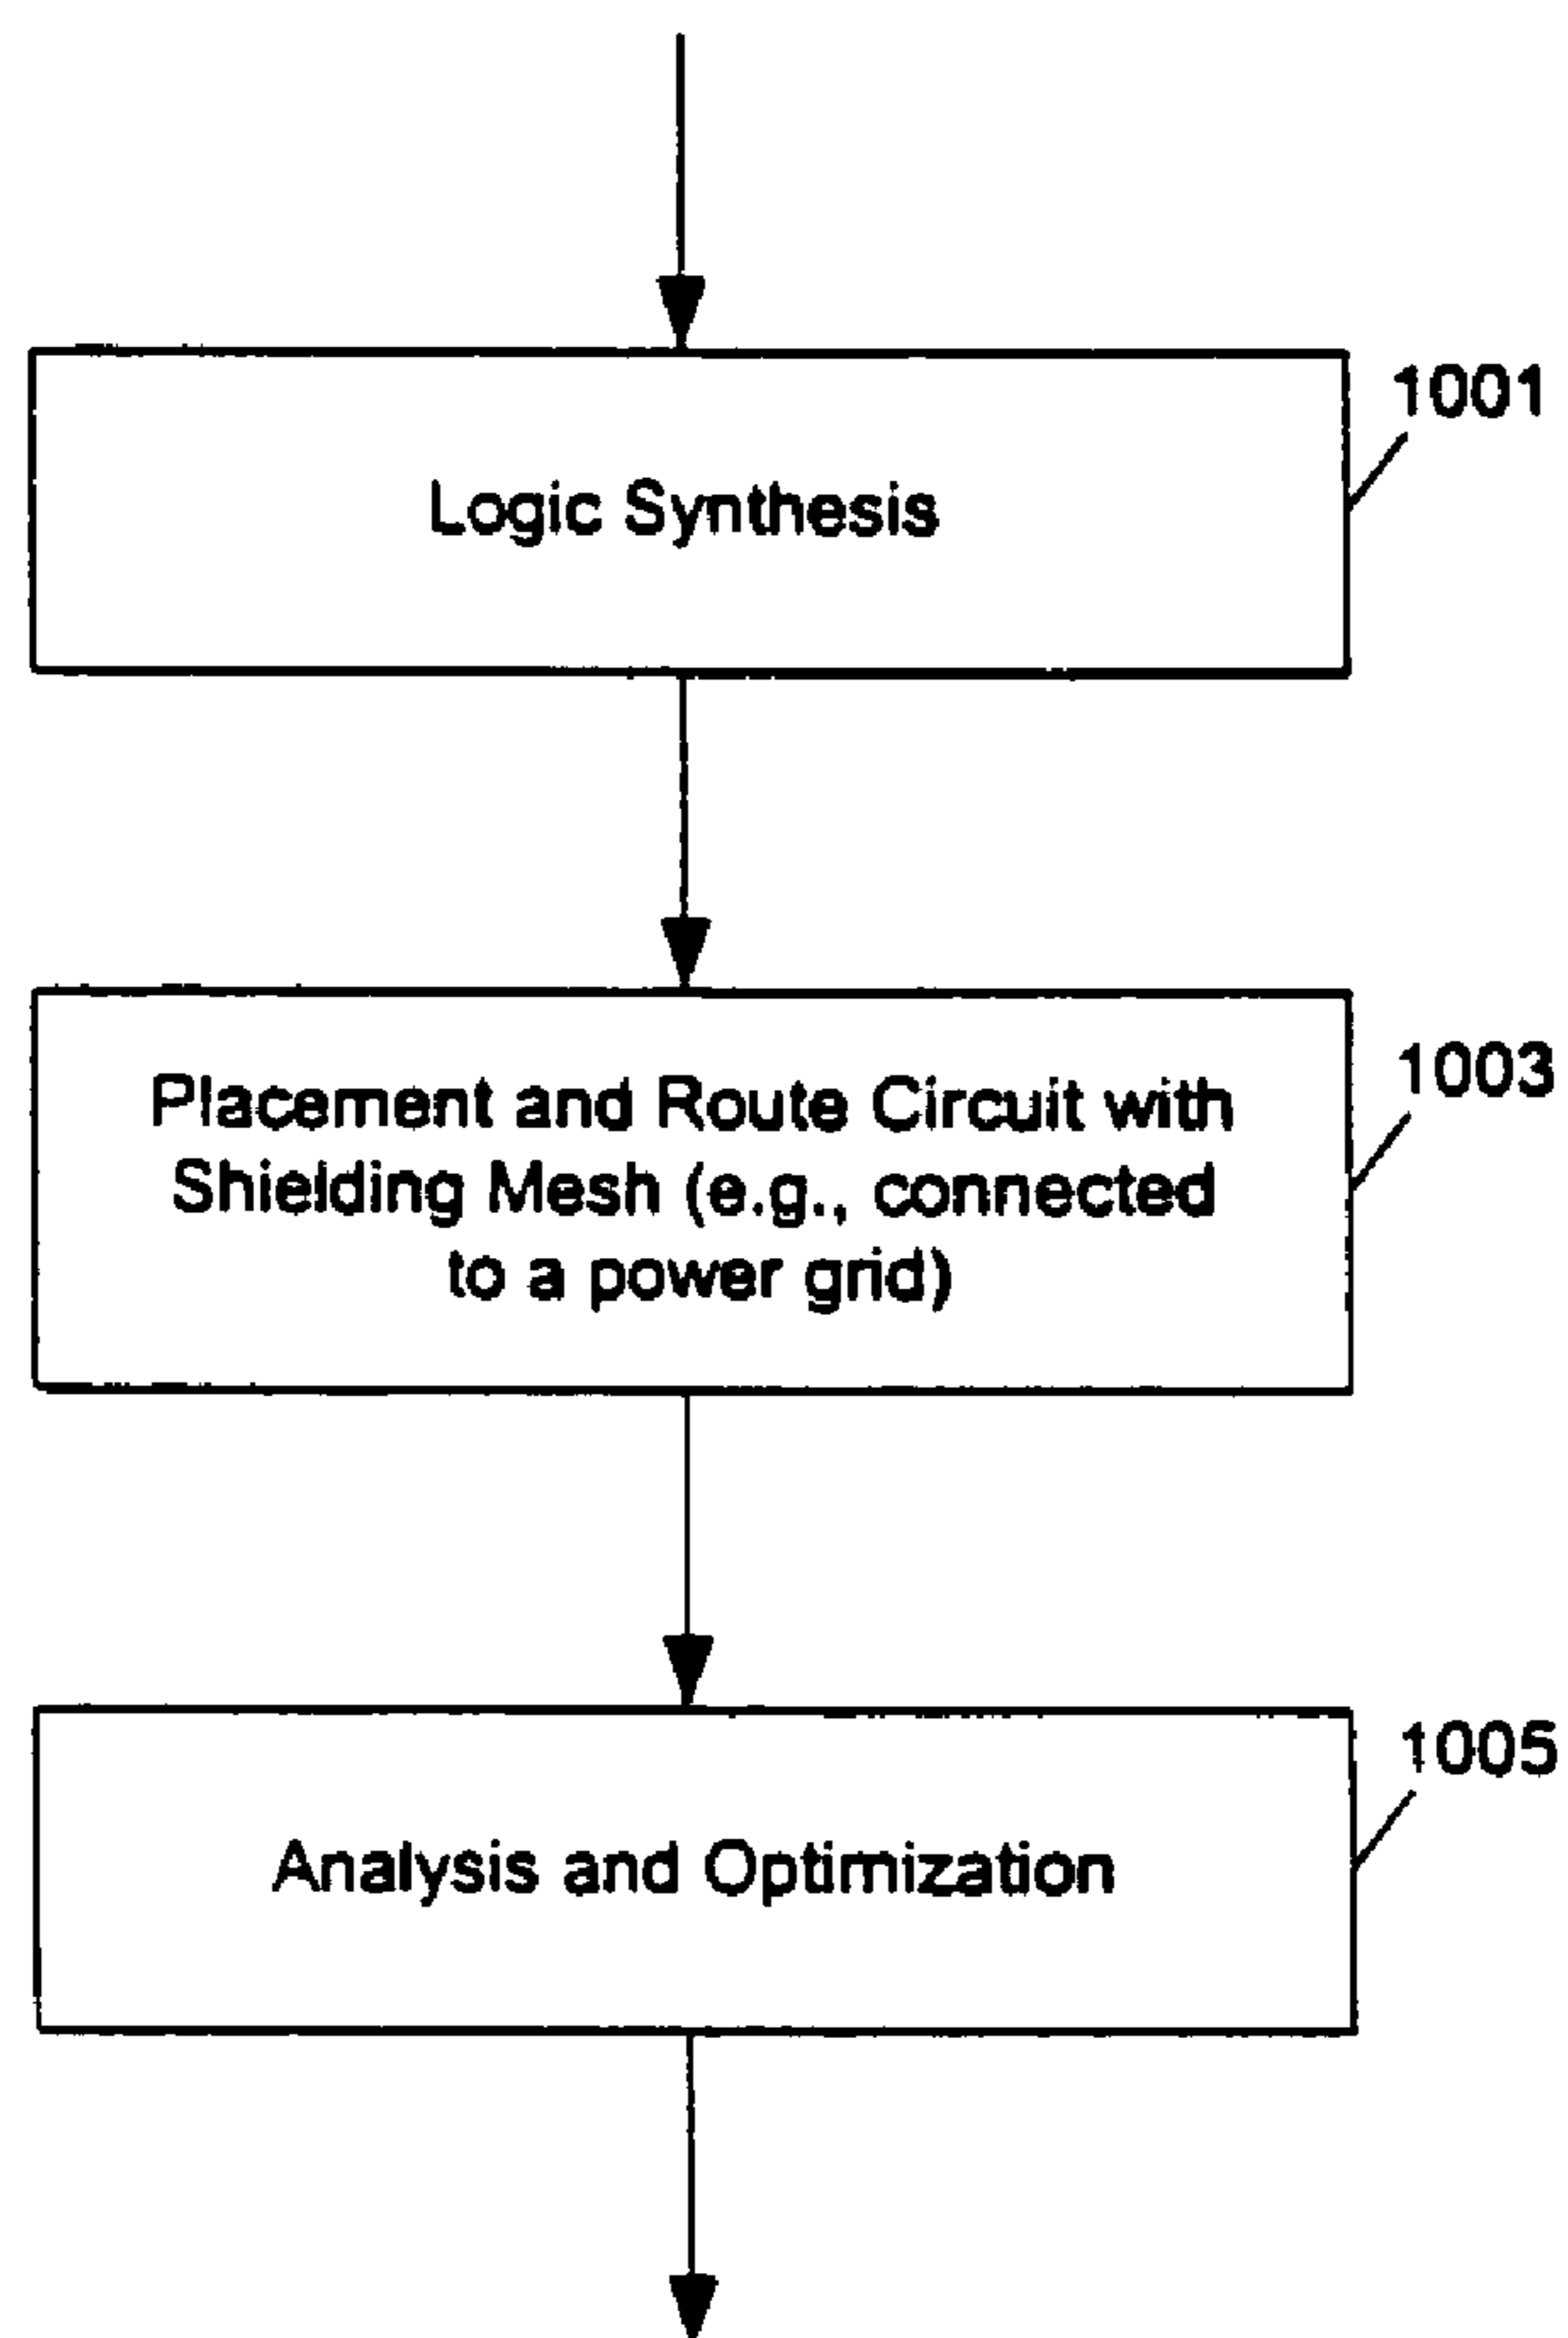 1001
Logic Synthesis
1003
Placement and Route Circuit with
Shielding Mesh (e.g., connected
to a power grid)
1005
Analysis and Optimization